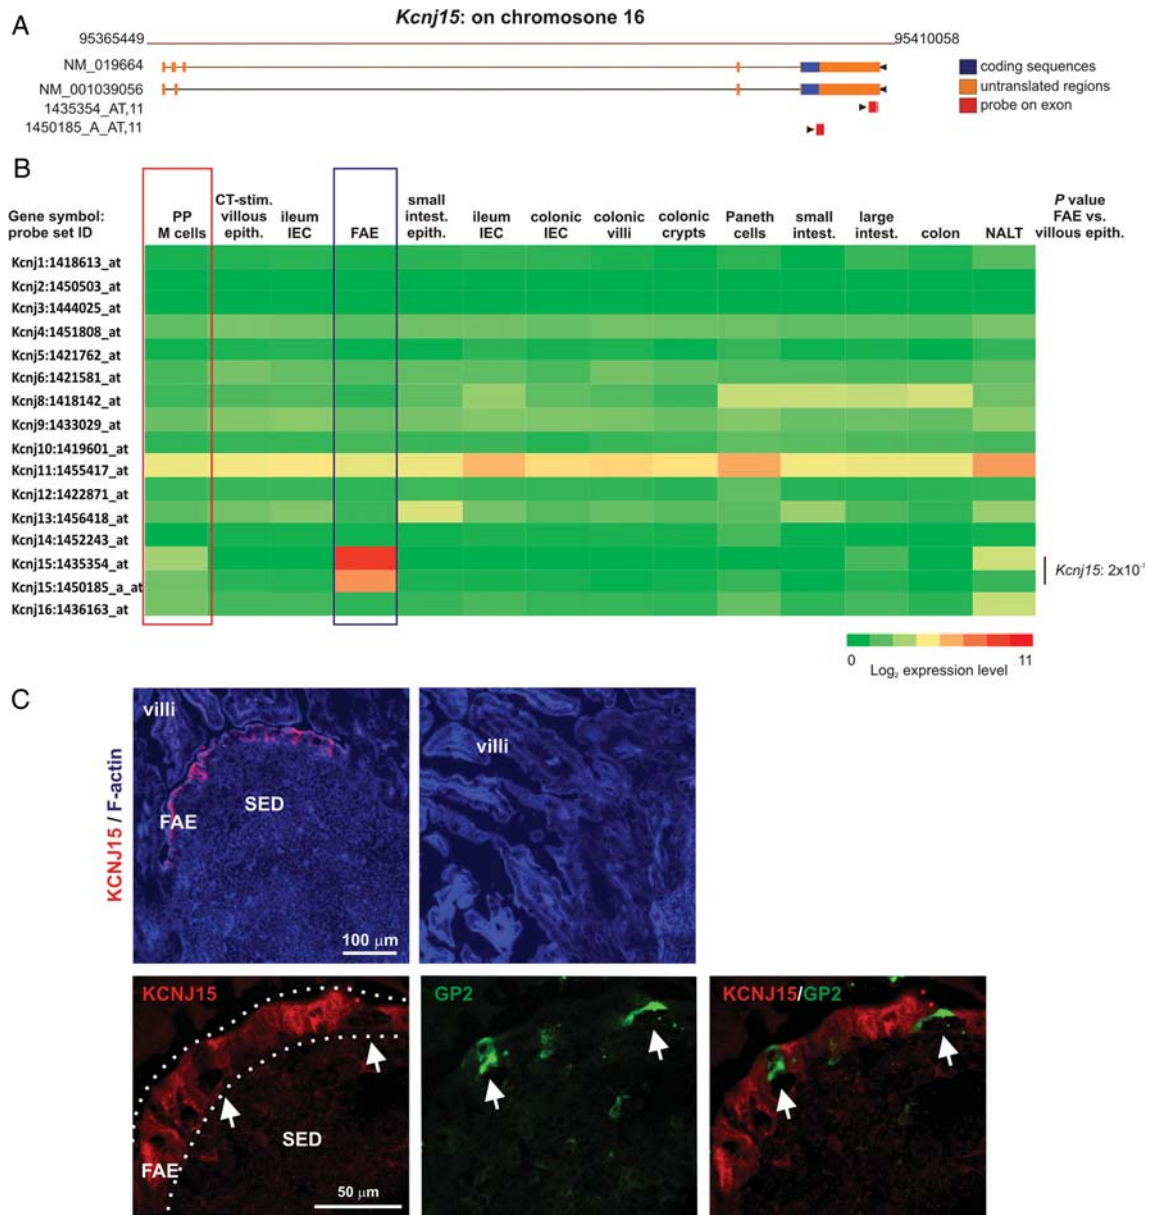 A
Kcnj15: on chromosone 16
95365449
95410058
NM_019664
NM_001039056
1435354_AT,11
1450185_A_AT,11
coding sequences
untranslated regions
probe on exon
B
Gene symbol:
probe set ID
PP
M cells
CT-stim.
villous
epith.
ileum
IEC
FAE
small
intest.
epith.
ileum
IEC
colonic
IEC
colonic
villi
colonic
crypts
Paneth
cells
small
intest.
large
intest.
colon
NALT
P value
FAE vs.
villous epith.
Kcnj1:1418613_at
Kcnj2:1450503_at
Kcnj3:1444025_at
Kcnj4:1451808_at
Kcnj5:1421762_at
Kcnj6:1421581_at
Kcnj8:1418142_at
Kcnj9:1433029_at
Kcnj10:1419601_at
Kcnj11:1455417_at
Kcnj12:1422871_at
Kcnj13:1456418_at
Kcnj14:1452243_at
Kcnj15:1435354_at
Kcnj15:1450185_a_at
Kcnj16:1436163_at
Kcnj15: 2x10
0
11
Log2 expression level
C
KCNJ15 / F-actin
villi
FAE
SED
100 µm
villi
KCNJ15
FAE
SED
50 µm
GP2
KCNJ15/GP2